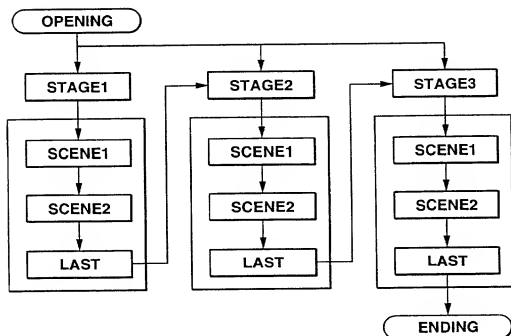 OPENING
STAGE1
STAGE2
STAGE3
SCENE1
SCENE1
SCENE1
SCENE2
SCENE2
SCENE2
LAST
LAST
LAST
ENDING